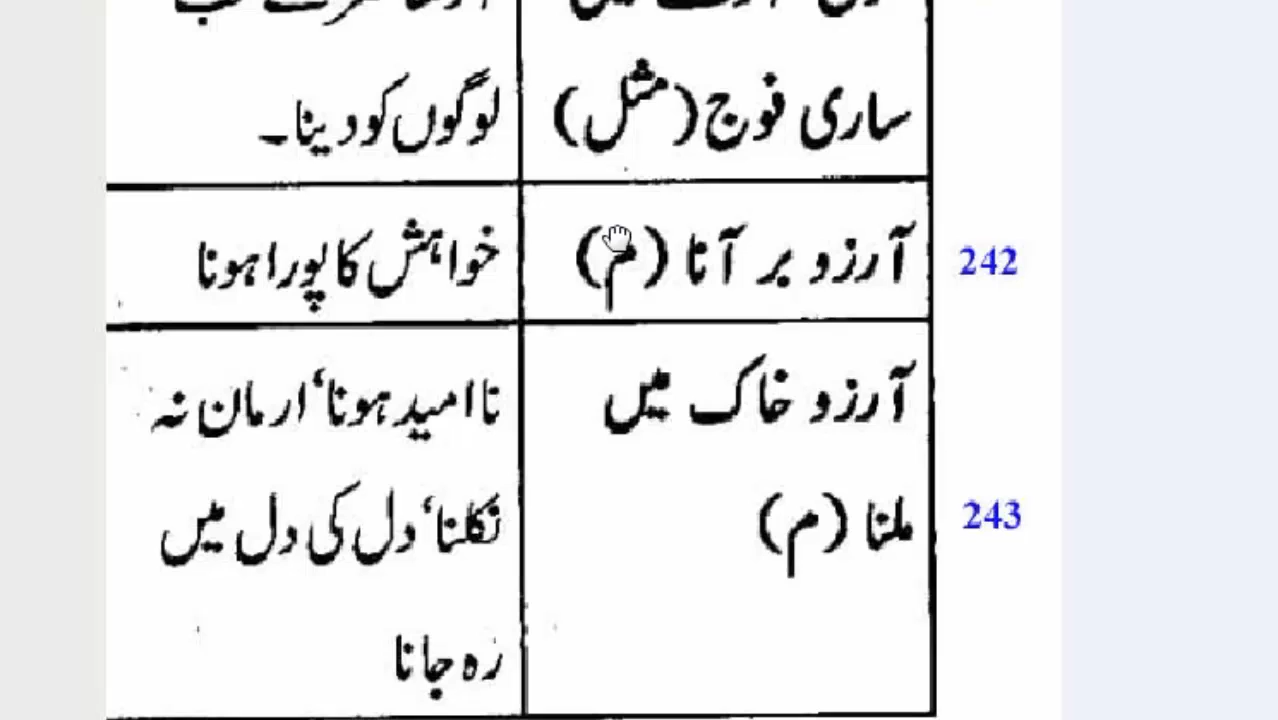 ساری فوج (مثل)
لوگوں کو دینا۔
242
آرزو بر آنا (م)
خواہش کا پورا ہونا
243
آرزو خاک میں
ملنا (م)
ناامید ہونا‘ ارمان نہ
نکلنا‘ دل کی دل میں
رہ جانا